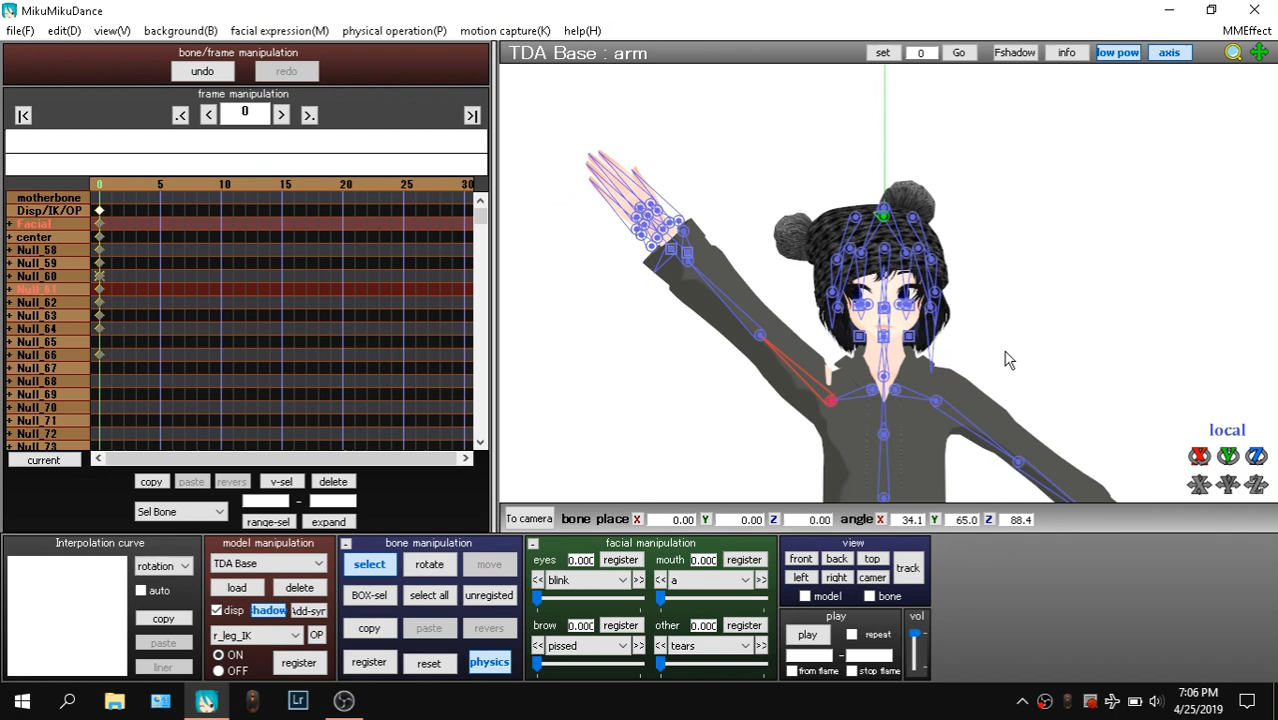 MikuMikuDance
file(F) edit(D) view(V) background(B) facial expression(M) physical operation(P) motion capture(K) help(H) MMEffect
bone/frame manipulation
undo redo
frame manipulation
|< .< < 0 > >. >|
0 5 10 15 20 25 30
motherbone
Disp/IK/OP
+ Facial
+ center
+ Null_58
+ Null_59
+ Null_60
+ Null_61
+ Null_62
+ Null_63
+ Null_64
+ Null_65
+ Null_66
+ Null_67
+ Null_68
+ Null_69
+ Null_70
+ Null_71
+ Null_72
+ Null_73
current
copy paste revers v-sel delete
Sel Bone -
range-sel expand
TDA Base : arm
set 0 Go Fshadow info low pow axis
local
X Y Z
X Y Z
To camera bone place X 0.00 Y 0.00 Z 0.00 angle X 34.1 Y 65.0 Z 88.4
Interpolation curve
rotation
auto
copy
paste
liner
model manipulation
TDA Base
load delete
disp shadow Add-syn
r_leg_IK OP
ON
OFF
register
- bone manipulation
select rotate move
BOX-sel select all unregisted
copy paste revers
register reset physics
- facial manipulation
eyes 0.000 register mouth 0.000 register
<< blink >> << a >>
brow 0.000 register other 0.000 register
<< pissed >> << tears >>
view
front back top
left right camer track
model bone
play vol
play repeat
-
from flame stop flame
Lr
7:06 PM
4/25/2019